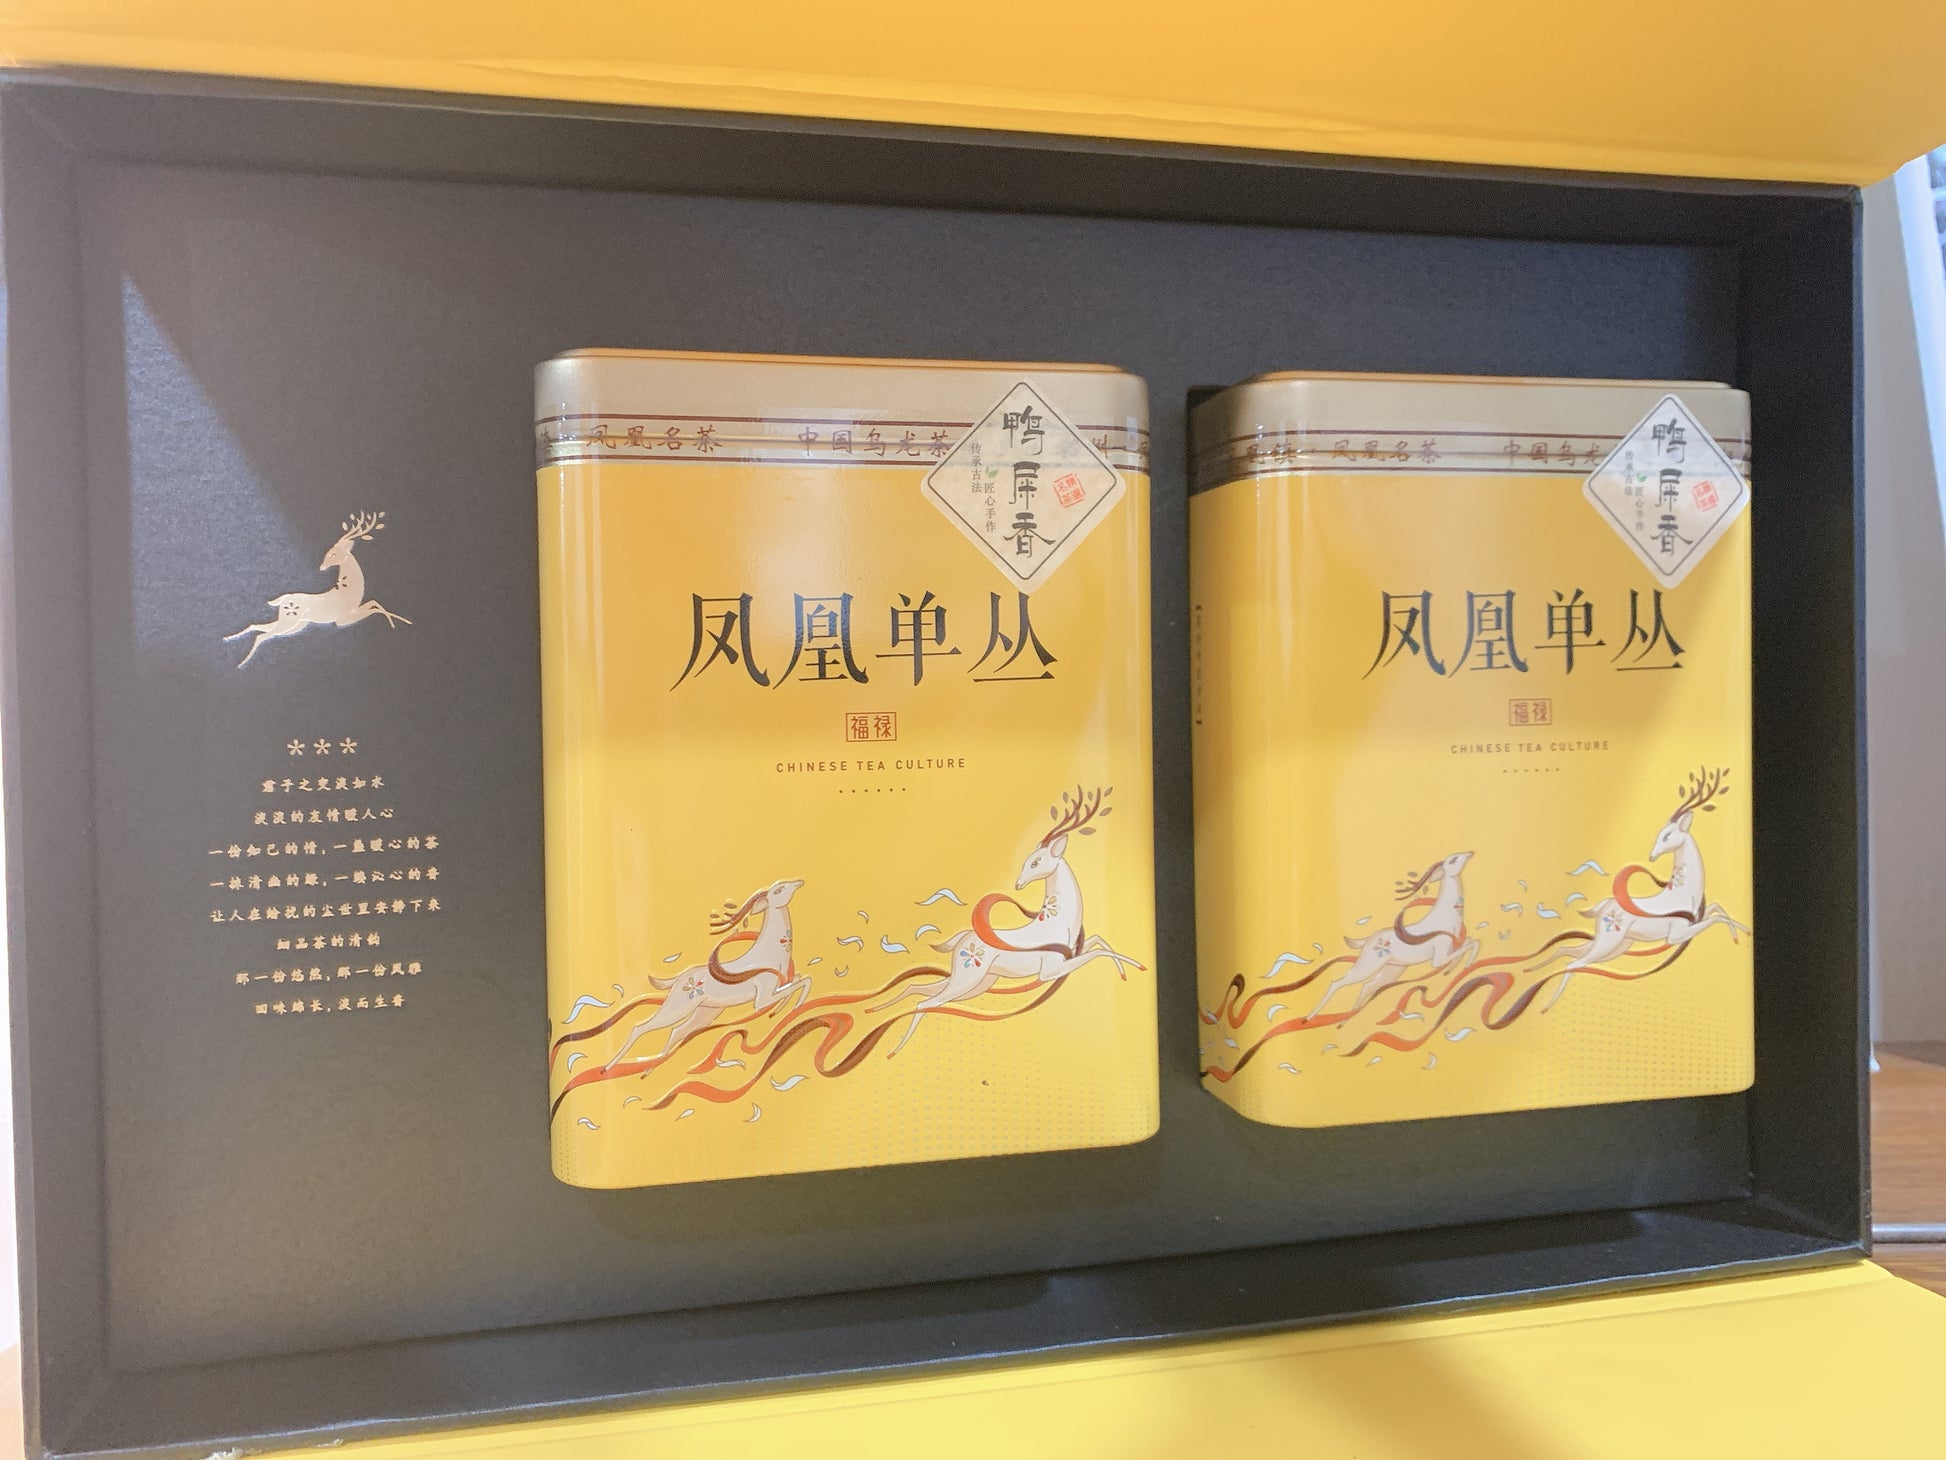 ***
君子之交淡如水
淡淡的友情暖人心
一份知己的情,一盏暖心的茶
一抹清幽的绿,一缕沁心的香
让人在纷扰的尘世里安静下来
细品茶的清韵
那一份悠然,那一份风雅
回味绵长,淡而生香
凤凰名茶
中国乌龙茶
鸭屎香
传承古法
匠心手作
凤凰单丛
福禄
CHINESE TEA CULTURE
凰镇
凤凰名茶
中国乌龙
鸭屎香
传承古法
匠心手作
凤凰单丛
福禄
CHINESE TEA CULTURE